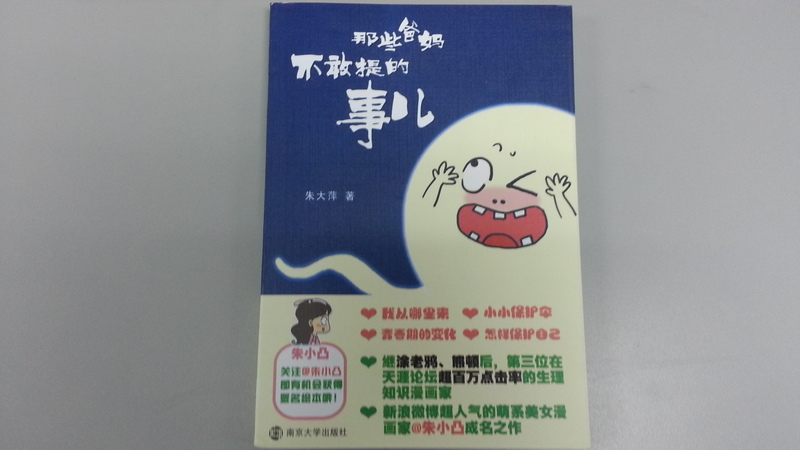 那些爸妈
不敢提的
事儿
朱大萍 著
❤ 我从哪里来 ❤ 小小保护伞
❤ 青春期的变化 ❤ 怎样保护自己
朱小凸
关注@朱小凸
即有机会获得
签名绘本哦!
❤ 继涂老鸦、熊顿后,第三位在
天涯论坛超百万点击率的生理
知识漫画家
❤ 新浪微博超人气的萌系美女漫
画家@朱小凸成名之作
南京大学出版社